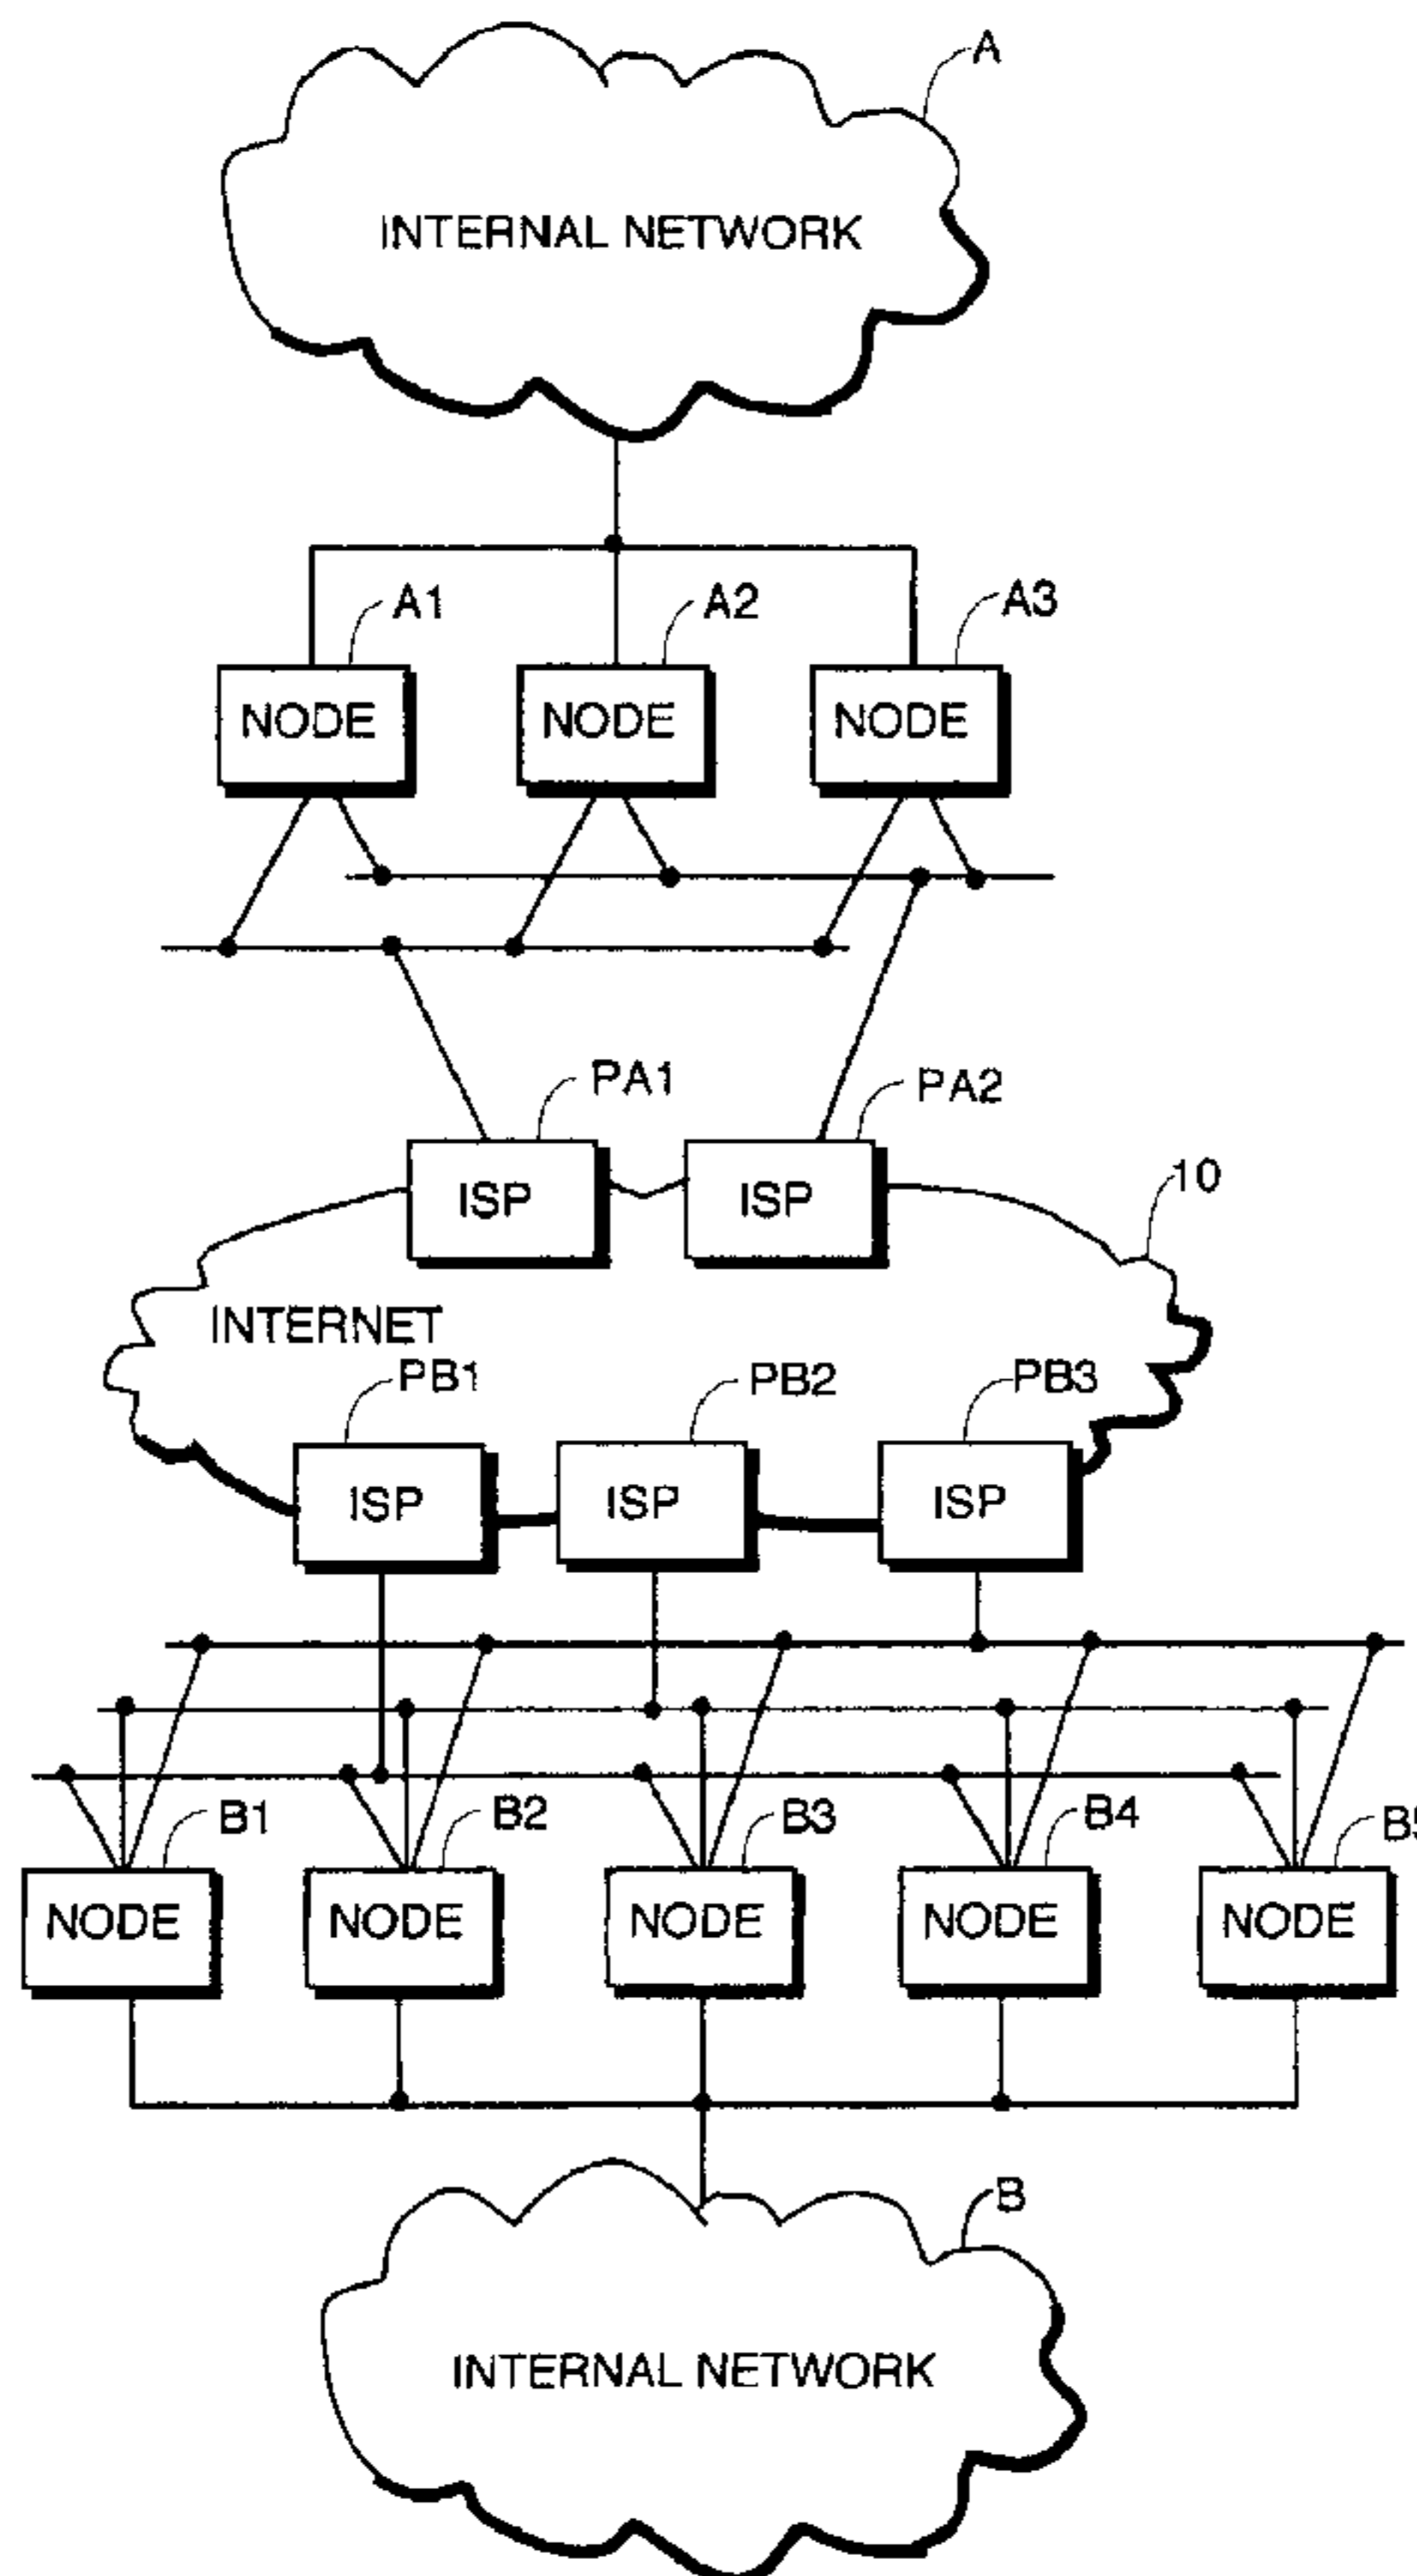 A
INTERNAL NETWORK
A1
A2
A3
NODE
NODE
NODE
PA1
PA2
ISP
ISP
10
INTERNET
PB1
PB2
PB3
ISP
ISP
ISP
B1
B2
B3
B4
B5
NODE
NODE
NODE
NODE
NODE
B
INTERNAL NETWORK